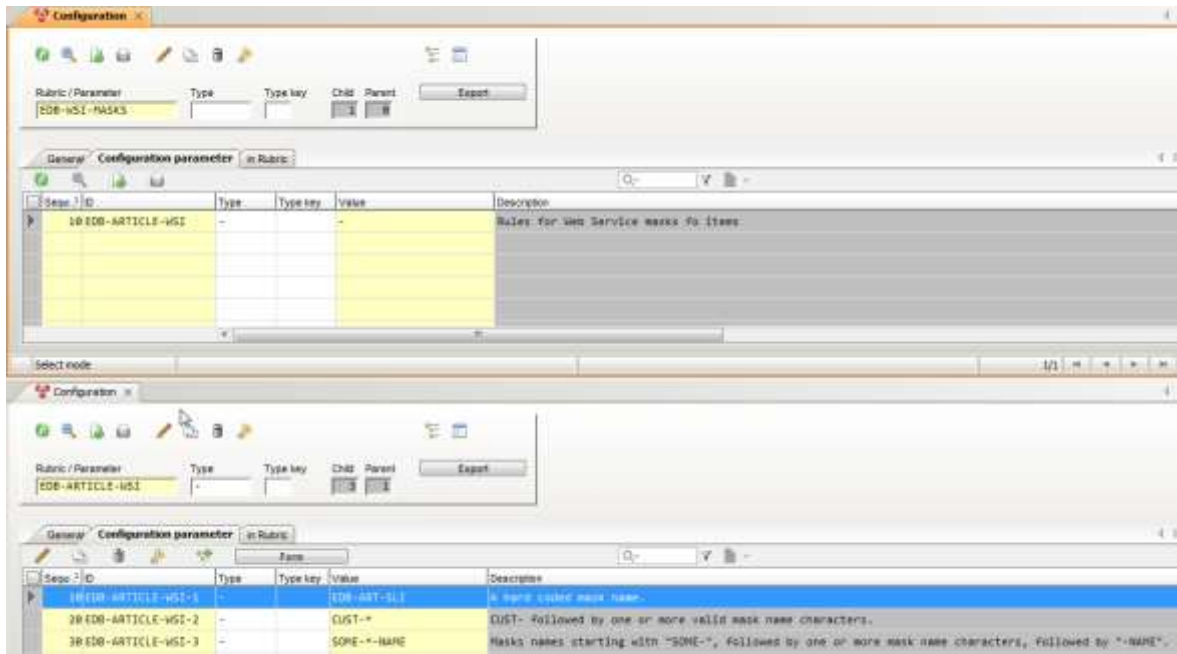 Configuration
Rubric / Parameter Type Type key Child Parent Export
EDB-WSI-MASKS 1 0
General Configuration parameter in Rubric
Sequ. ID Type Type key Value Description
10 EDB-ARTICLE-WSI - - Rules for Web Service masks fo items
Select mode 1/1
Configuration
Rubric / Parameter Type Type key Child Parent Export
EDB-ARTICLE-WSI - 3 1
General Configuration parameter in Rubric
Form
Sequ. ID Type Type key Value Description
10 EDB-ARTICLE-WSI-1 - EDB-ART-SLI A hard coded mask name.
20 EDB-ARTICLE-WSI-2 - CUST-* CUST- followed by one or more valid mask name characters.
30 EDB-ARTICLE-WSI-3 - SOME-*-NAME Masks names starting with "SOME-", followed by one or more mask name characters, followed by "-NAME".